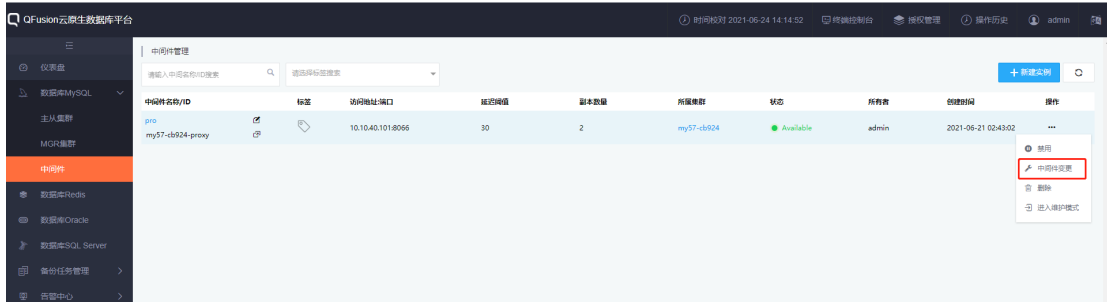 QFusion云原生数据库平台
时间校对 2021-06-24 14:14:52 终端控制台 授权管理 操作历史 admin
中间件管理
仪表盘
请输入中间名称/ID搜索 请选择标签搜索 新建实例
数据库MySQL
中间件名称/ID 标签 访问地址:端口 延迟阈值 副本数量 所属集群 状态 所有者 创建时间 操作
主从集群
pro
my57-cb924-proxy 10.10.40.101:8066 30 2 my57-cb924 Available admin 2021-06-21 02:43:02
MGR集群
禁用
中间件
中间件变更
数据库Redis
删除
进入维护模式
数据库Oracle
数据库SQL Server
备份任务管理
告警中心